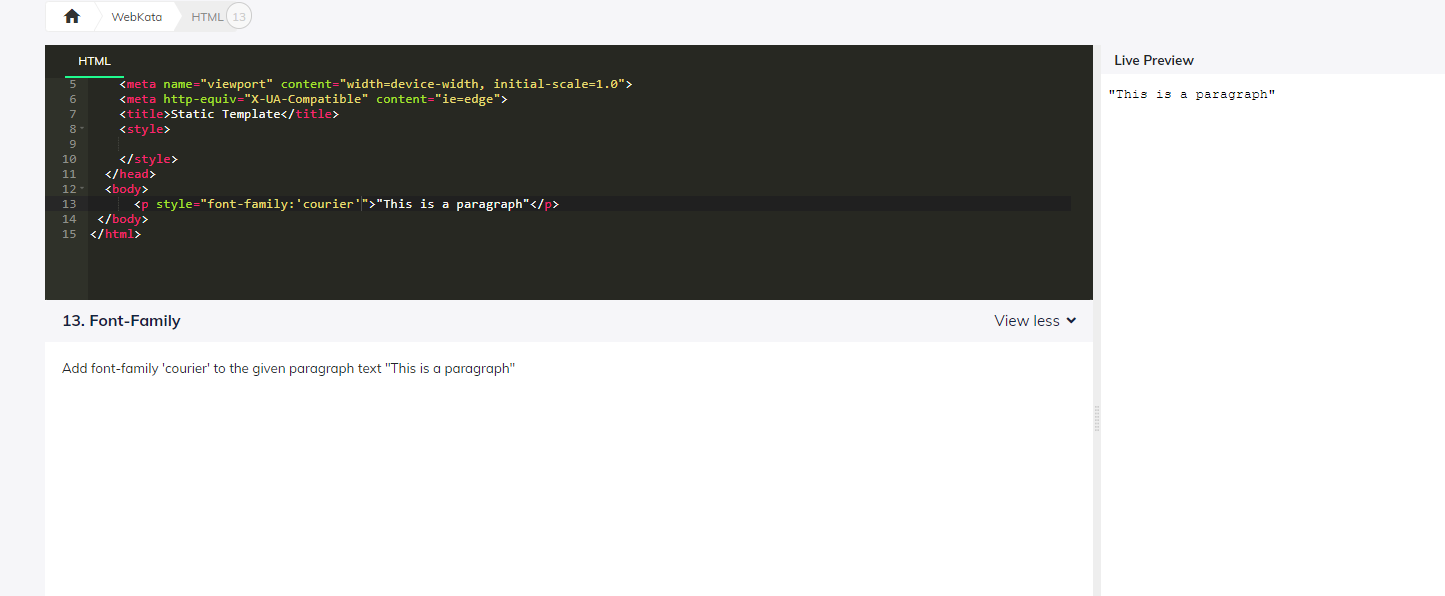 WebKata HTML 13
HTML
5 <meta name="viewport" content="width=device-width, initial-scale=1.0">
6 <meta http-equiv="X-UA-Compatible" content="ie=edge">
7 <title>Static Template</title>
8 <style>
9
10 </style>
11 </head>
12 <body>
13 <p style="font-family:'courier'">"This is a paragraph"</p>
14 </body>
15 </html>
Live Preview
"This is a paragraph"
13. Font-Family
View less
Add font-family 'courier' to the given paragraph text "This is a paragraph"